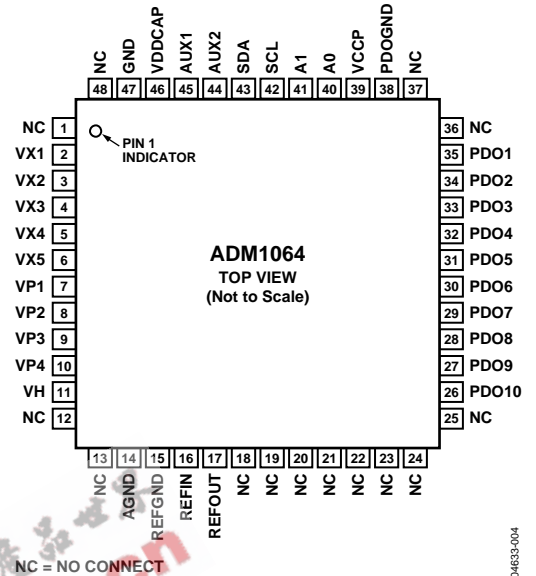 NC
GND
VDDCAP
AUX1
AUX2
SDA
SCL
A1
A0
VCCP
PDOGND
NC
48 47 46 45 44 43 42 41 40 39 38 37
NC 1
VX1 2
VX2 3
VX3 4
VX4 5
VX5 6
VP1 7
VP2 8
VP3 9
VP4 10
VH 11
NC 12
PIN 1
INDICATOR
ADM1064
TOP VIEW
(Not to Scale)
36 NC
35 PDO1
34 PDO2
33 PDO3
32 PDO4
31 PDO5
30 PDO6
29 PDO7
28 PDO8
27 PDO9
26 PDO10
25 NC
13 14 15 16 17 18 19 20 21 22 23 24
NC
AGND
REFGND
REFIN
REFOUT
NC
NC
NC
NC
NC
NC
NC
NC = NO CONNECT
04633-004